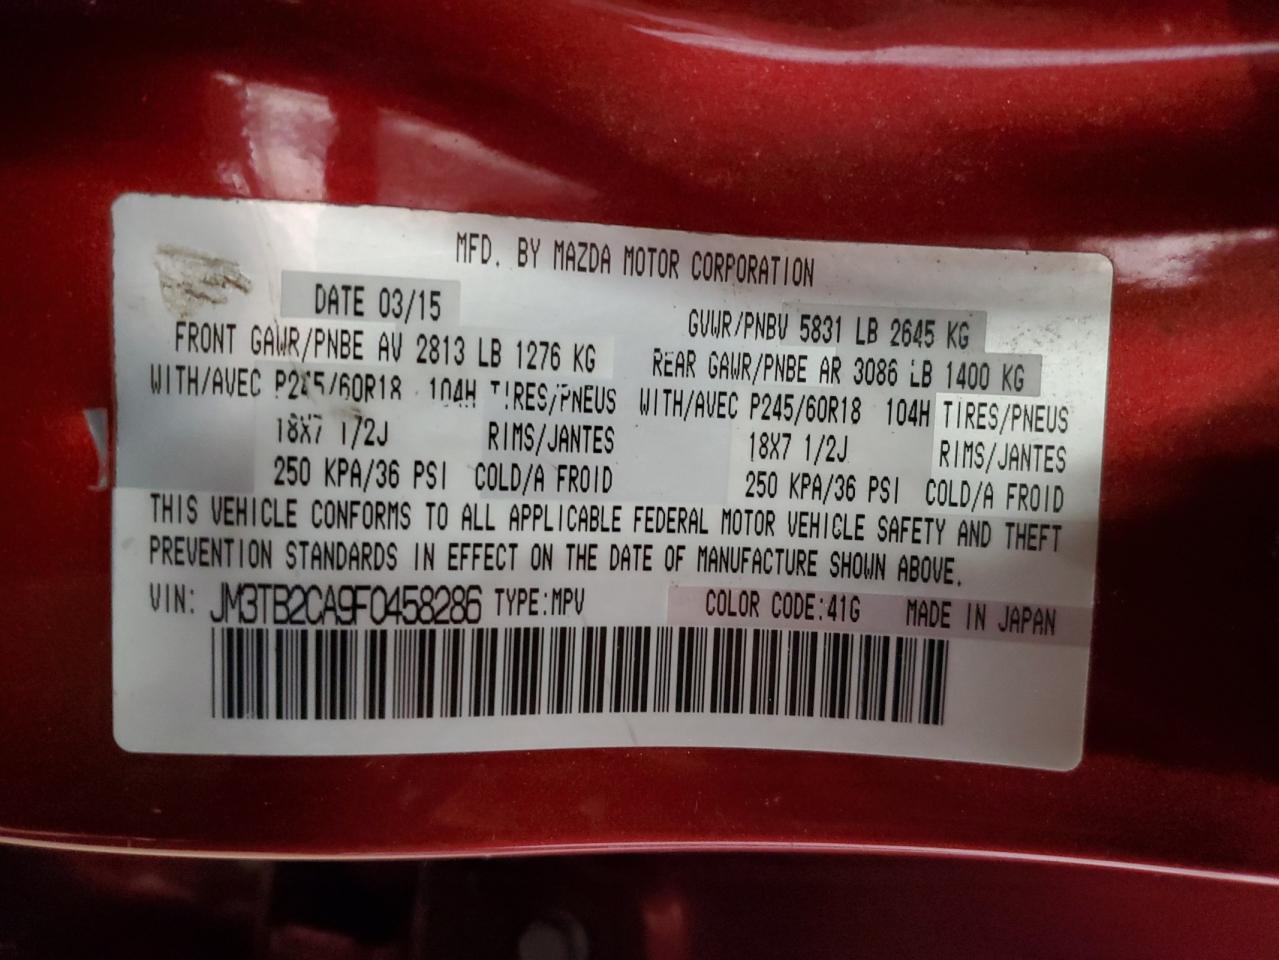 MFD. BY MAZDA MOTOR CORPORATION
DATE 03/15 GVWR/PNBV 5831 LB 2645 KG
FRONT GAWR/PNBE AV 2813 LB 1276 KG REAR GAWR/PNBE AR 3086 LB 1400 KG
WITH/AVEC P245/60R18 104H TIRES/PNEUS WITH/AVEC P245/60R18 104H TIRES/PNEUS
18X7 1/2J RIMS/JANTES 18X7 1/2J RIMS/JANTES
250 KPA/36 PSI COLD/A FROID 250 KPA/36 PSI COLD/A FROID
THIS VEHICLE CONFORMS TO ALL APPLICABLE FEDERAL MOTOR VEHICLE SAFETY AND THEFT
PREVENTION STANDARDS IN EFFECT ON THE DATE OF MANUFACTURE SHOWN ABOVE.
VIN: JM3TB2CA9F0458286 TYPE:MPV COLOR CODE:41G MADE IN JAPAN